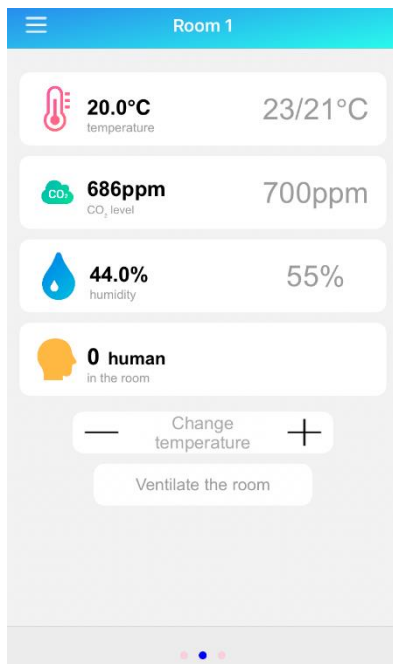 Room 1
20.0°C 23/21°C
temperature
CO₂ 686ppm 700ppm
CO₂ level
44.0% 55%
humidity
0 human
in the room
— Change +
temperature
Ventilate the room